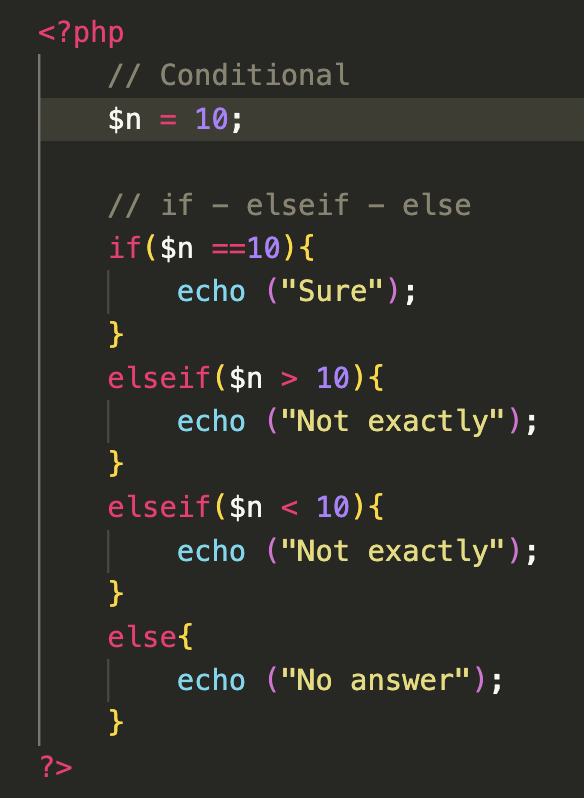 <?php
// Conditional
$n = 10;
// if - elseif - else
if($n ==10){
echo ("Sure");
}
elseif($n > 10){
echo ("Not exactly");
}
elseif($n < 10){
echo ("Not exactly");
}
else{
echo ("No answer");
}
?>